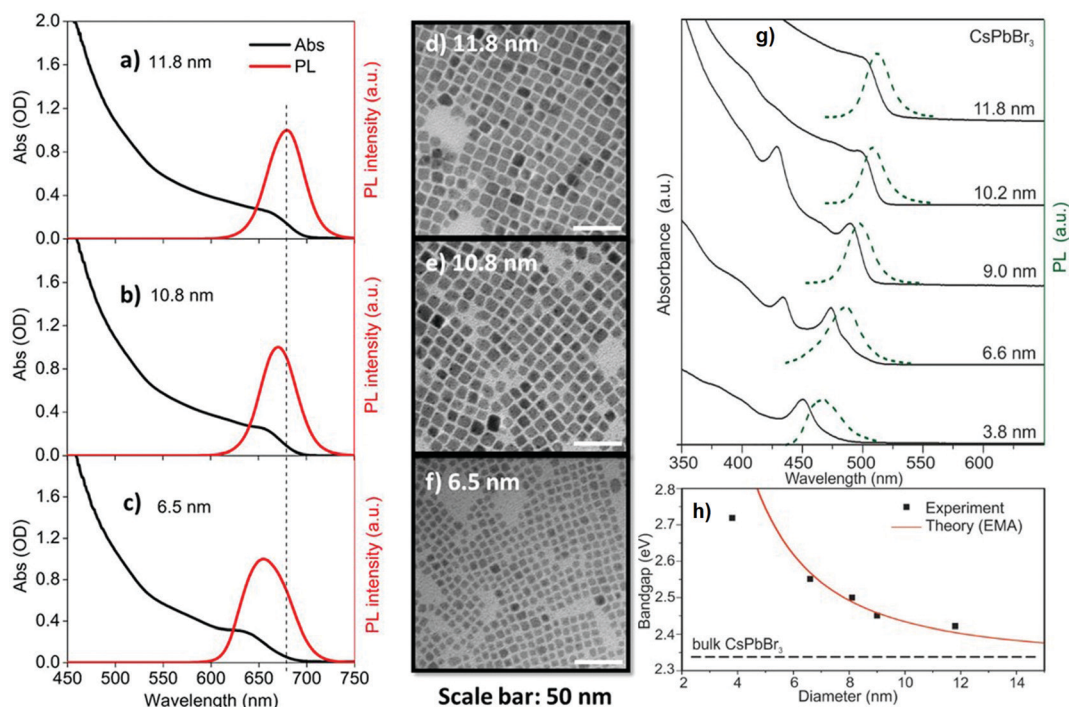 a) 11.8 nm
Abs
PL
2.0
1.6
1.2
0.8
0.4
0.0
Abs (OD)
PL intensity (a.u.)
b) 10.8 nm
1.6
1.2
0.8
0.4
0.0
Abs (OD)
PL intensity (a.u.)
c) 6.5 nm
1.6
1.2
0.8
0.4
0.0
Abs (OD)
PL intensity (a.u.)
450 500 550 600 650 700 750
Wavelength (nm)
d) 11.8 nm
e) 10.8 nm
f) 6.5 nm
Scale bar: 50 nm
g)
CsPbBr₃
11.8 nm
10.2 nm
9.0 nm
6.6 nm
3.8 nm
Absorbance (a.u.)
PL (a.u.)
350 400 450 500 550 600
Wavelength (nm)
h)
Experiment
Theory (EMA)
2.8
2.7
2.6
2.5
2.4
2.3
Bandgap (eV)
bulk CsPbBr₃
2 4 6 8 10 12 14
Diameter (nm)